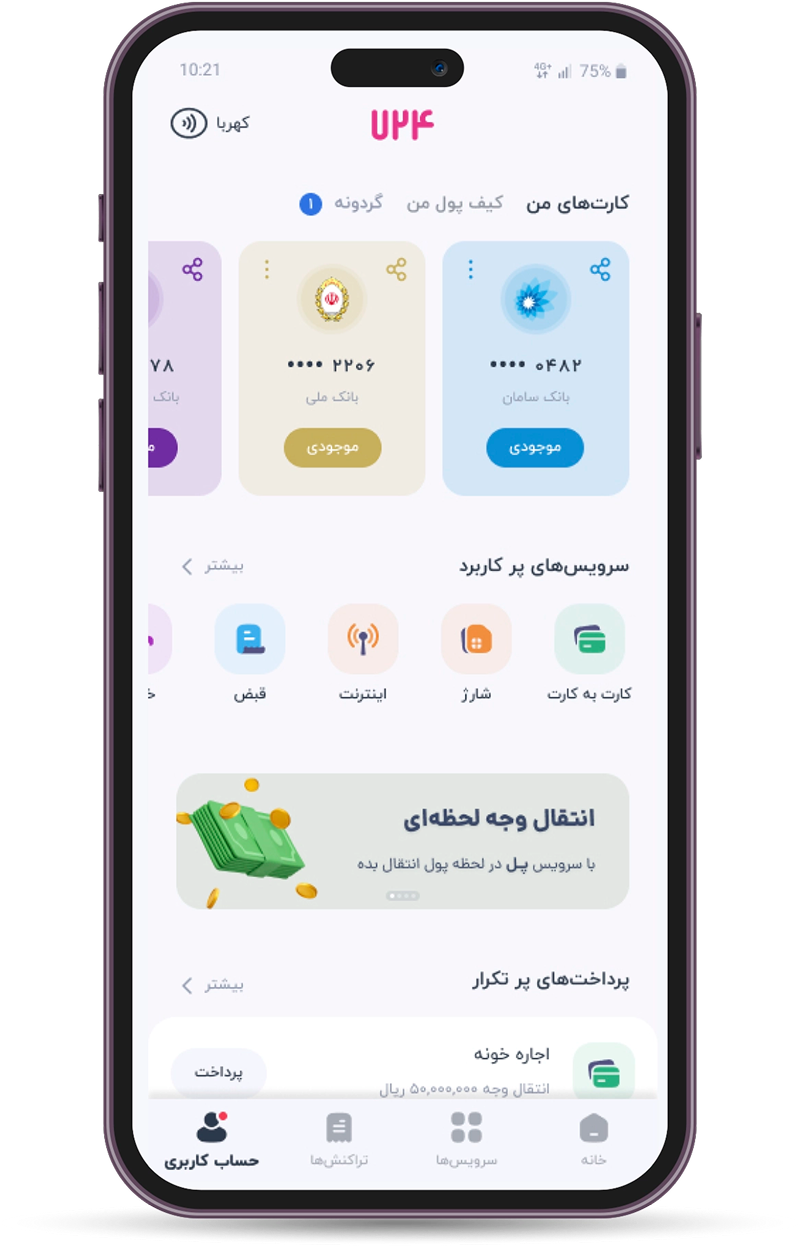 10:21
4G+ 75%
کهربا
۷۲۴
کارت‌های من
کیف پول من
گردونه
۱
۰۴۸۲ ••••
بانک سامان
موجودی
۲۲۰۶ ••••
بانک ملی
موجودی
۷۸
بانک
سرویس‌های پر کاربرد
بیشتر
کارت به کارت
شارژ
اینترنت
قبض
انتقال وجه لحظه‌ای
با سرویس پـل در لحظه پول انتقال بده
پرداخت‌های پر تکرار
بیشتر
اجاره خونه
انتقال وجه ۵۰,۰۰۰,۰۰۰ ریال
پرداخت
خانه
سرویس‌ها
تراکنش‌ها
حساب کاربری